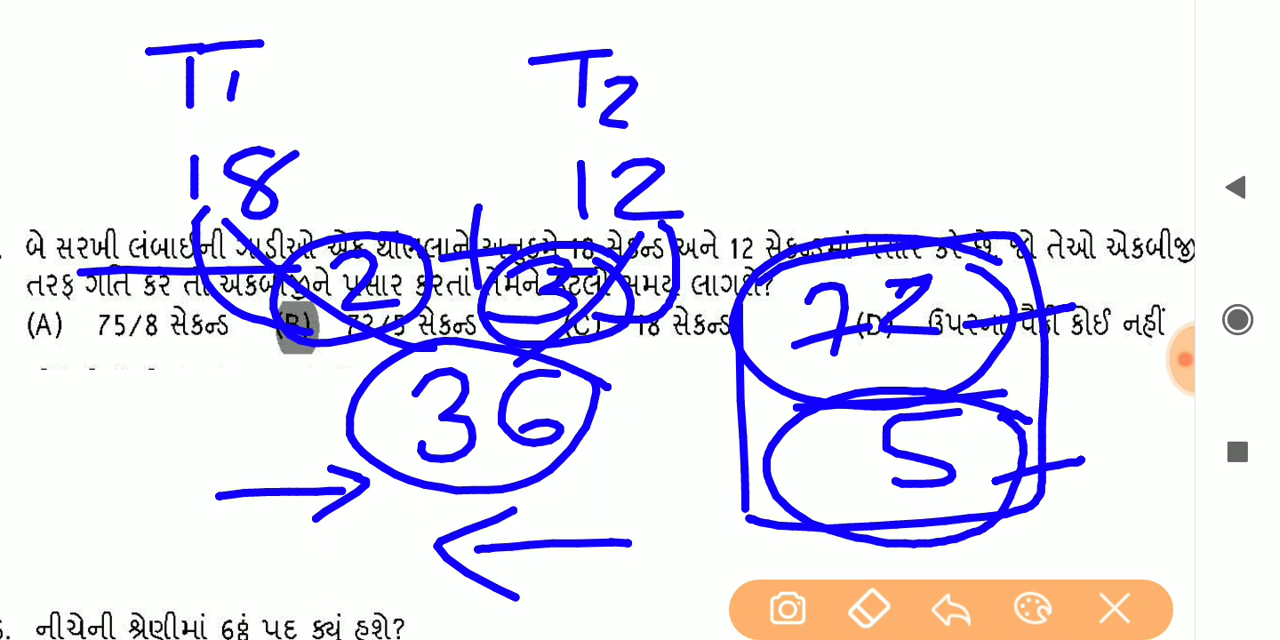 T1 T2
18 12
બે સરખી લંબાઈની ગાડીઓ એક થાંભલાને અનુક્રમે 18 સેકન્ડ અને 12 સેકન્ડમાં પસાર કરે છે. જો તેઓ એકબીજી
2 3
તરફ ગતિ કરે તો એકબીજીને પસાર કરતાં તેમને કેટલો સમય લાગશે?
72
(A) 75/8 સેકન્ડ (B) 72/5 સેકન્ડ (C) 18 સેકન્ડ (D) ઉપરના પૈકી કોઈ નહીં
36
5
નીચેની શ્રેણીમાં 6ઠ્ઠું પદ ક્યું હશે?